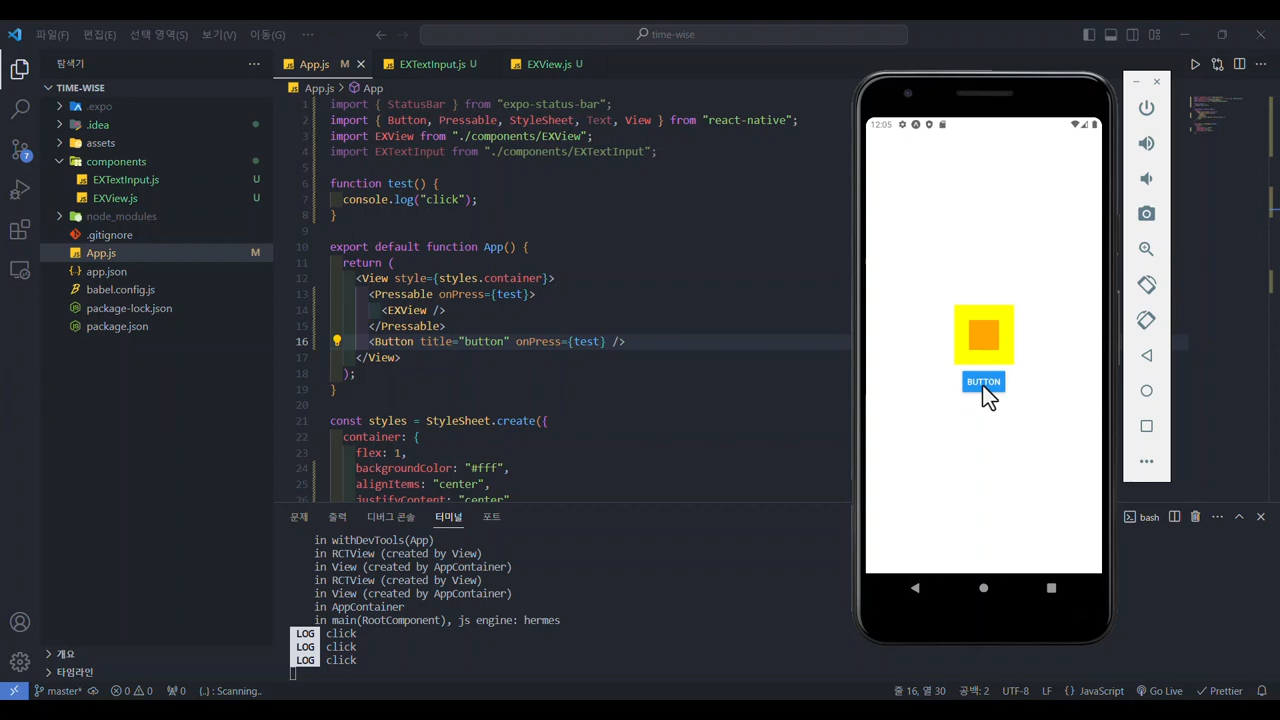 파일(F) 편집(E) 선택 영역(S) 보기(V) 이동(G) ··· time-wise
탐색기 ···
TIME-WISE
.expo
.idea
assets
components
EXTextInput.js U
EXView.js U
node_modules
.gitignore
App.js M
app.json
babel.config.js
package-lock.json
package.json
개요
타임라인
7
App.js M EXTextInput.js U EXView.js U
App.js > App
1 import { StatusBar } from "expo-status-bar";
2 import { Button, Pressable, StyleSheet, Text, View } from "react-native";
3 import EXView from "./components/EXView";
4 import EXTextInput from "./components/EXTextInput";
5
6 function test() {
7 console.log("click");
8 }
9
10 export default function App() {
11 return (
12 <View style={styles.container}>
13 <Pressable onPress={test}>
14 <EXView />
15 </Pressable>
16 <Button title="button" onPress={test} />
17 </View>
18 );
19 }
20
21 const styles = StyleSheet.create({
22 container: {
23 flex: 1,
24 backgroundColor: "#fff",
25 alignItems: "center",
26 justifyContent: "center"
문제 출력 디버그 콘솔 터미널 포트 bash
in withDevTools(App)
in RCTView (created by View)
in View (created by AppContainer)
in RCTView (created by View)
in View (created by AppContainer)
in AppContainer
in main(RootComponent), js engine: hermes
LOG click
LOG click
LOG click
12:05
BUTTON
master* 0 0 0 {..} : Scanning.. 줄 16, 열 30 공백: 2 UTF-8 LF { } JavaScript Go Live Prettier